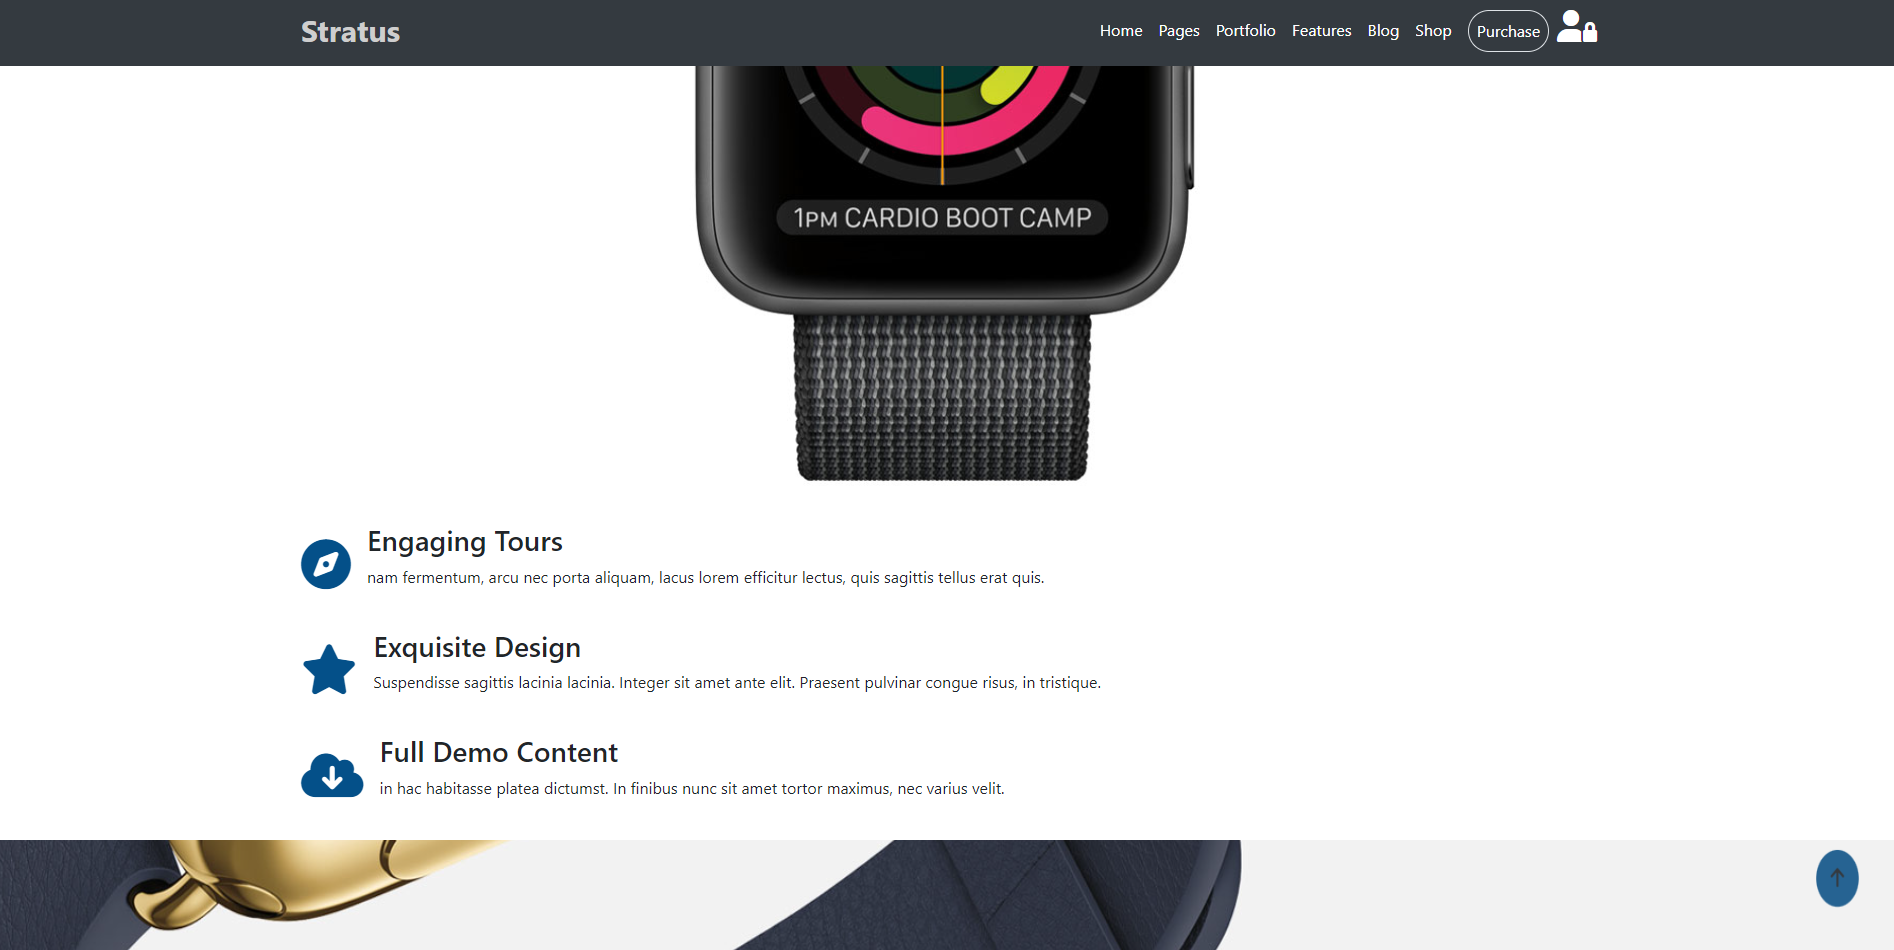 Stratus
Home Pages Portfolio Features Blog Shop Purchase
1PM CARDIO BOOT CAMP
Engaging Tours
nam fermentum, arcu nec porta aliquam, lacus lorem efficitur lectus, quis sagittis tellus erat quis.
Exquisite Design
Suspendisse sagittis lacinia lacinia. Integer sit amet ante elit. Praesent pulvinar congue risus, in tristique.
Full Demo Content
in hac habitasse platea dictumst. In finibus nunc sit amet tortor maximus, nec varius velit.